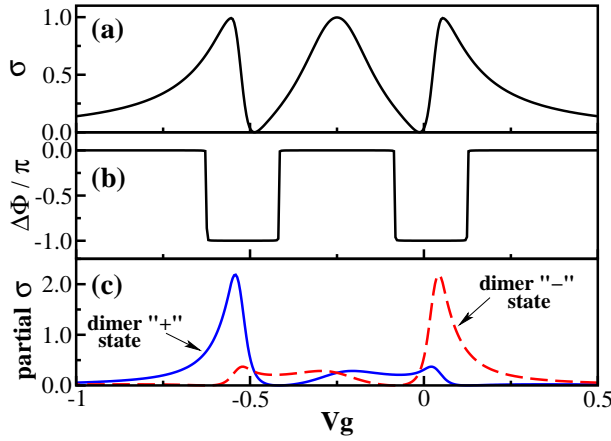 1.0
(a)
σ
0.5
0.0
0.0
(b)
ΔΦ / π
-0.5
-1.0
(c)
partial σ
2.0
dimer "+"
state
dimer "−"
state
1.0
0.0
-1
-0.5
0
0.5
Vg